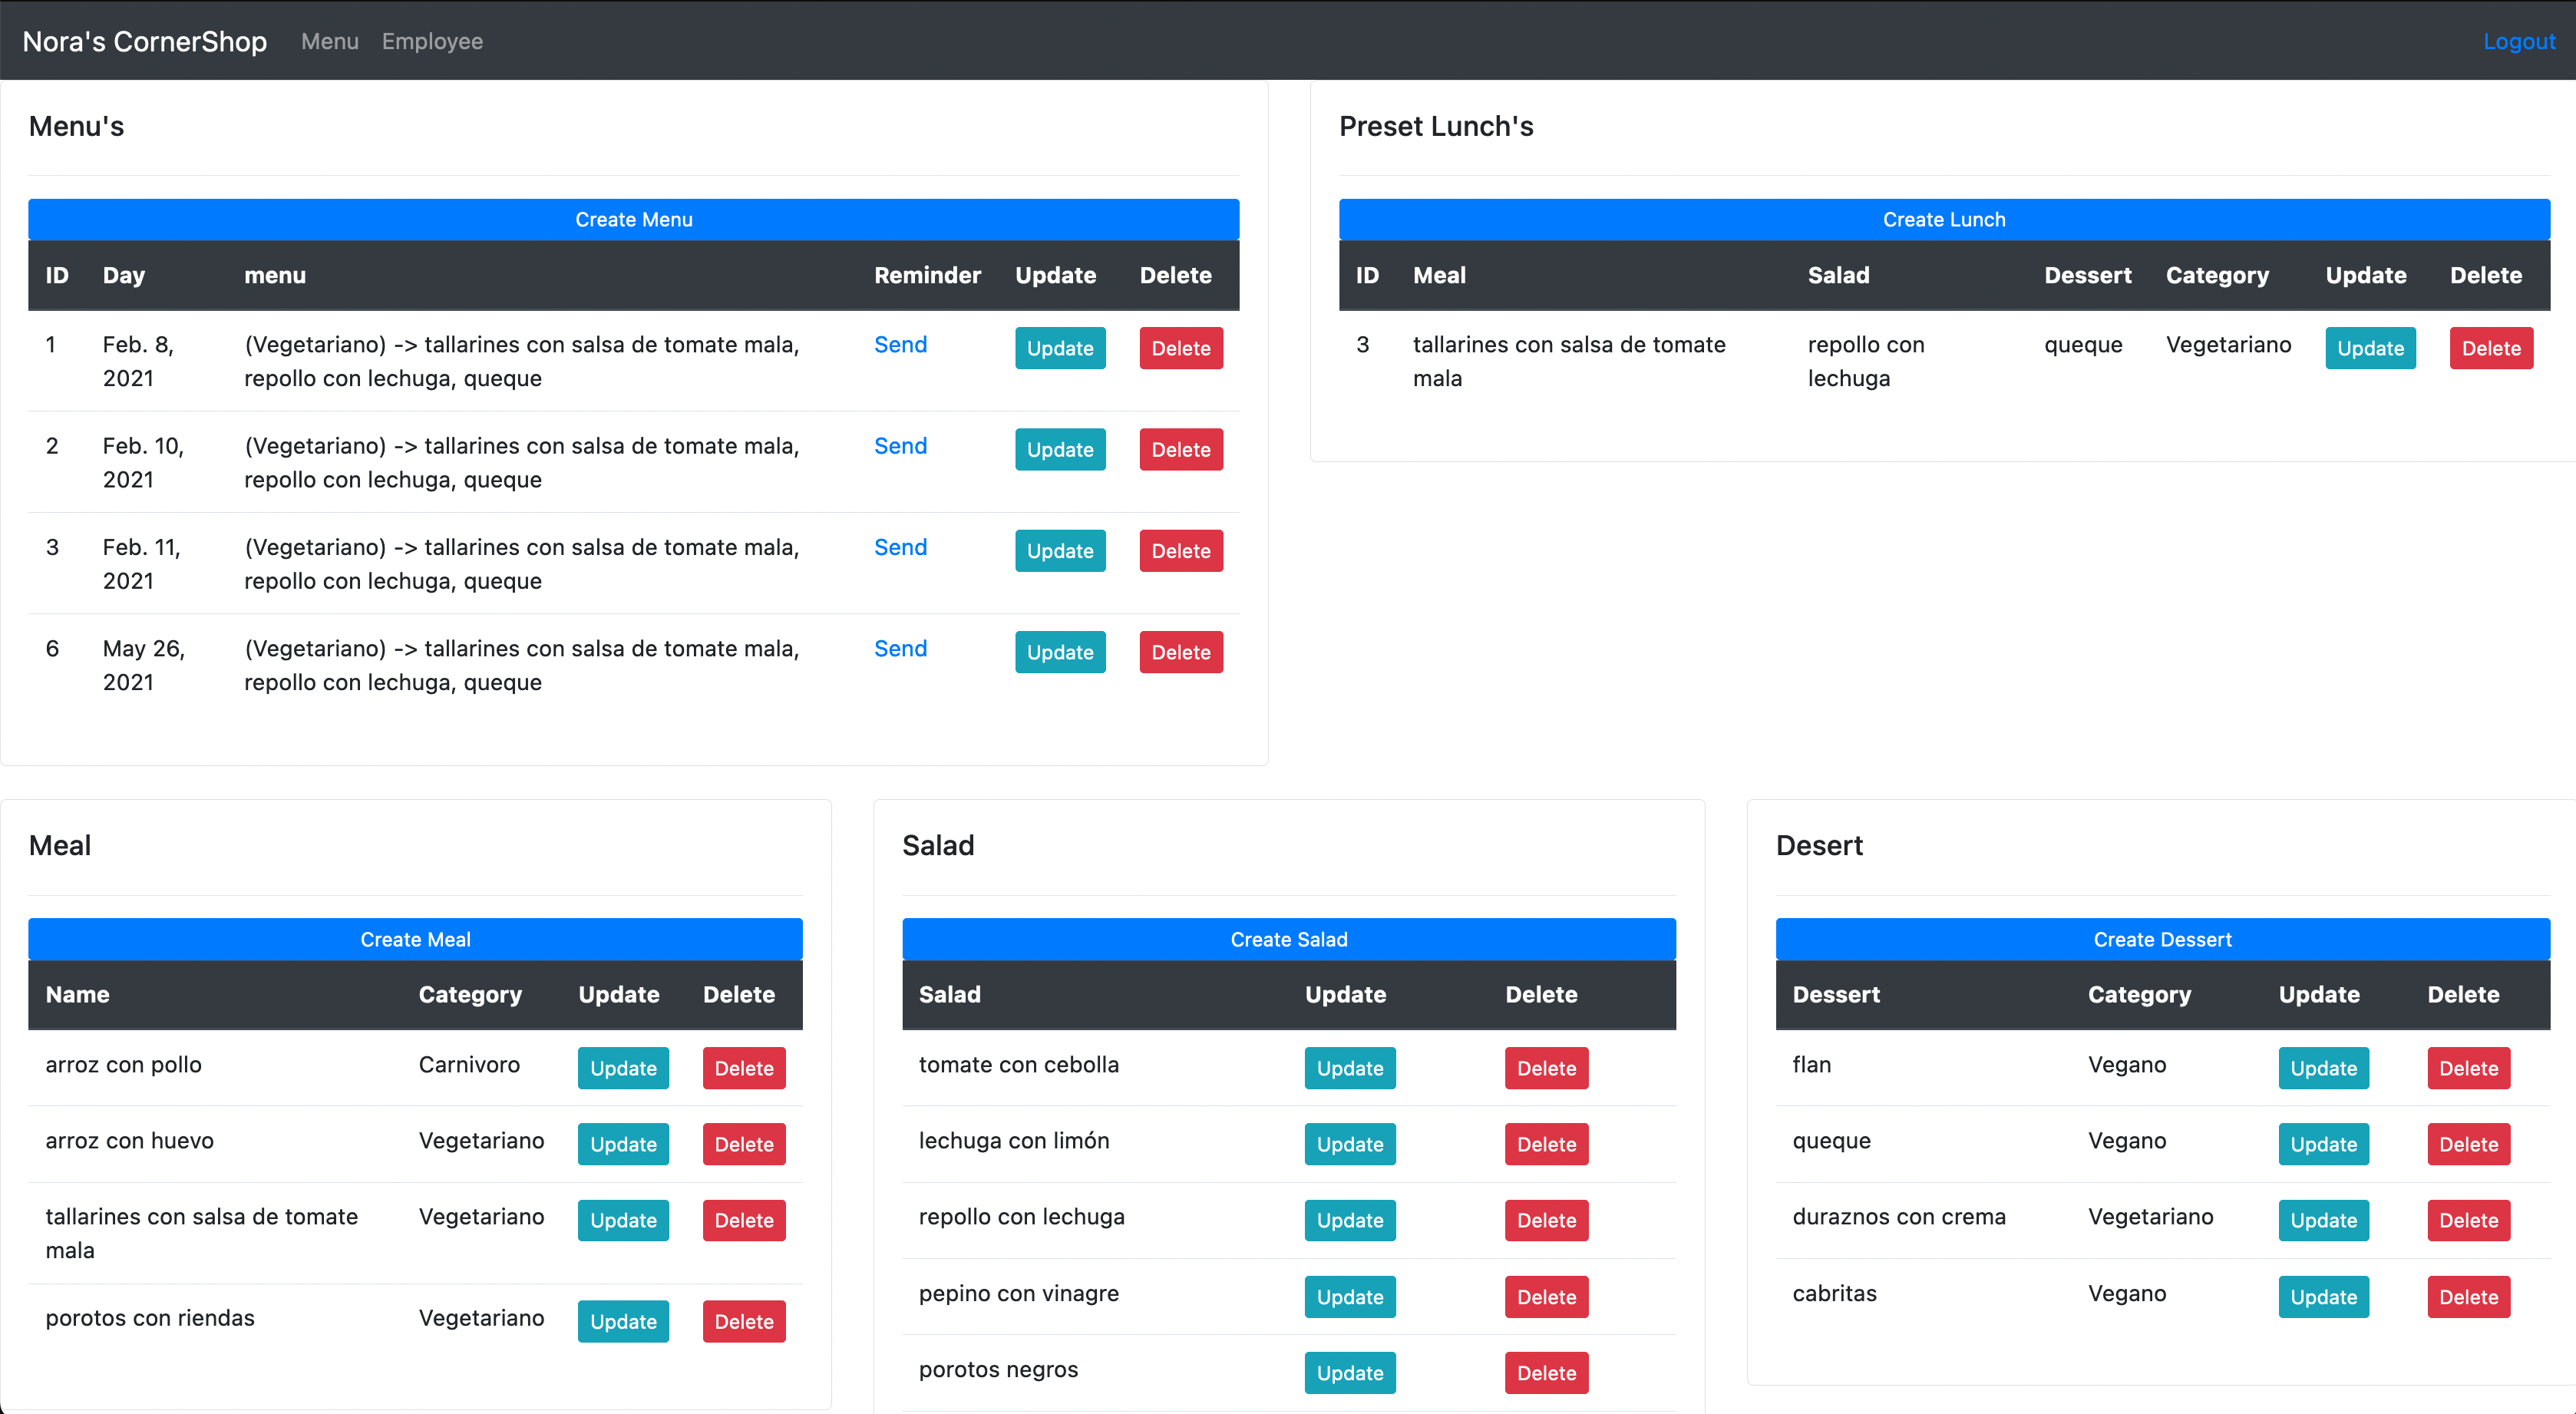 Nora's CornerShop Menu Employee Logout
Menu's
Create Menu
ID Day menu Reminder Update Delete
1 Feb. 8, (Vegetariano) -> tallarines con salsa de tomate mala, Send Update Delete
2021 repollo con lechuga, queque
2 Feb. 10, (Vegetariano) -> tallarines con salsa de tomate mala, Send Update Delete
2021 repollo con lechuga, queque
3 Feb. 11, (Vegetariano) -> tallarines con salsa de tomate mala, Send Update Delete
2021 repollo con lechuga, queque
6 May 26, (Vegetariano) -> tallarines con salsa de tomate mala, Send Update Delete
2021 repollo con lechuga, queque
Preset Lunch's
Create Lunch
ID Meal Salad Dessert Category Update Delete
3 tallarines con salsa de tomate repollo con queque Vegetariano Update Delete
mala lechuga
Meal
Create Meal
Name Category Update Delete
arroz con pollo Carnivoro Update Delete
arroz con huevo Vegetariano Update Delete
tallarines con salsa de tomate Vegetariano Update Delete
mala
porotos con riendas Vegetariano Update Delete
Salad
Create Salad
Salad Update Delete
tomate con cebolla Update Delete
lechuga con limón Update Delete
repollo con lechuga Update Delete
pepino con vinagre Update Delete
porotos negros Update Delete
Desert
Create Dessert
Dessert Category Update Delete
flan Vegano Update Delete
queque Vegano Update Delete
duraznos con crema Vegetariano Update Delete
cabritas Vegano Update Delete